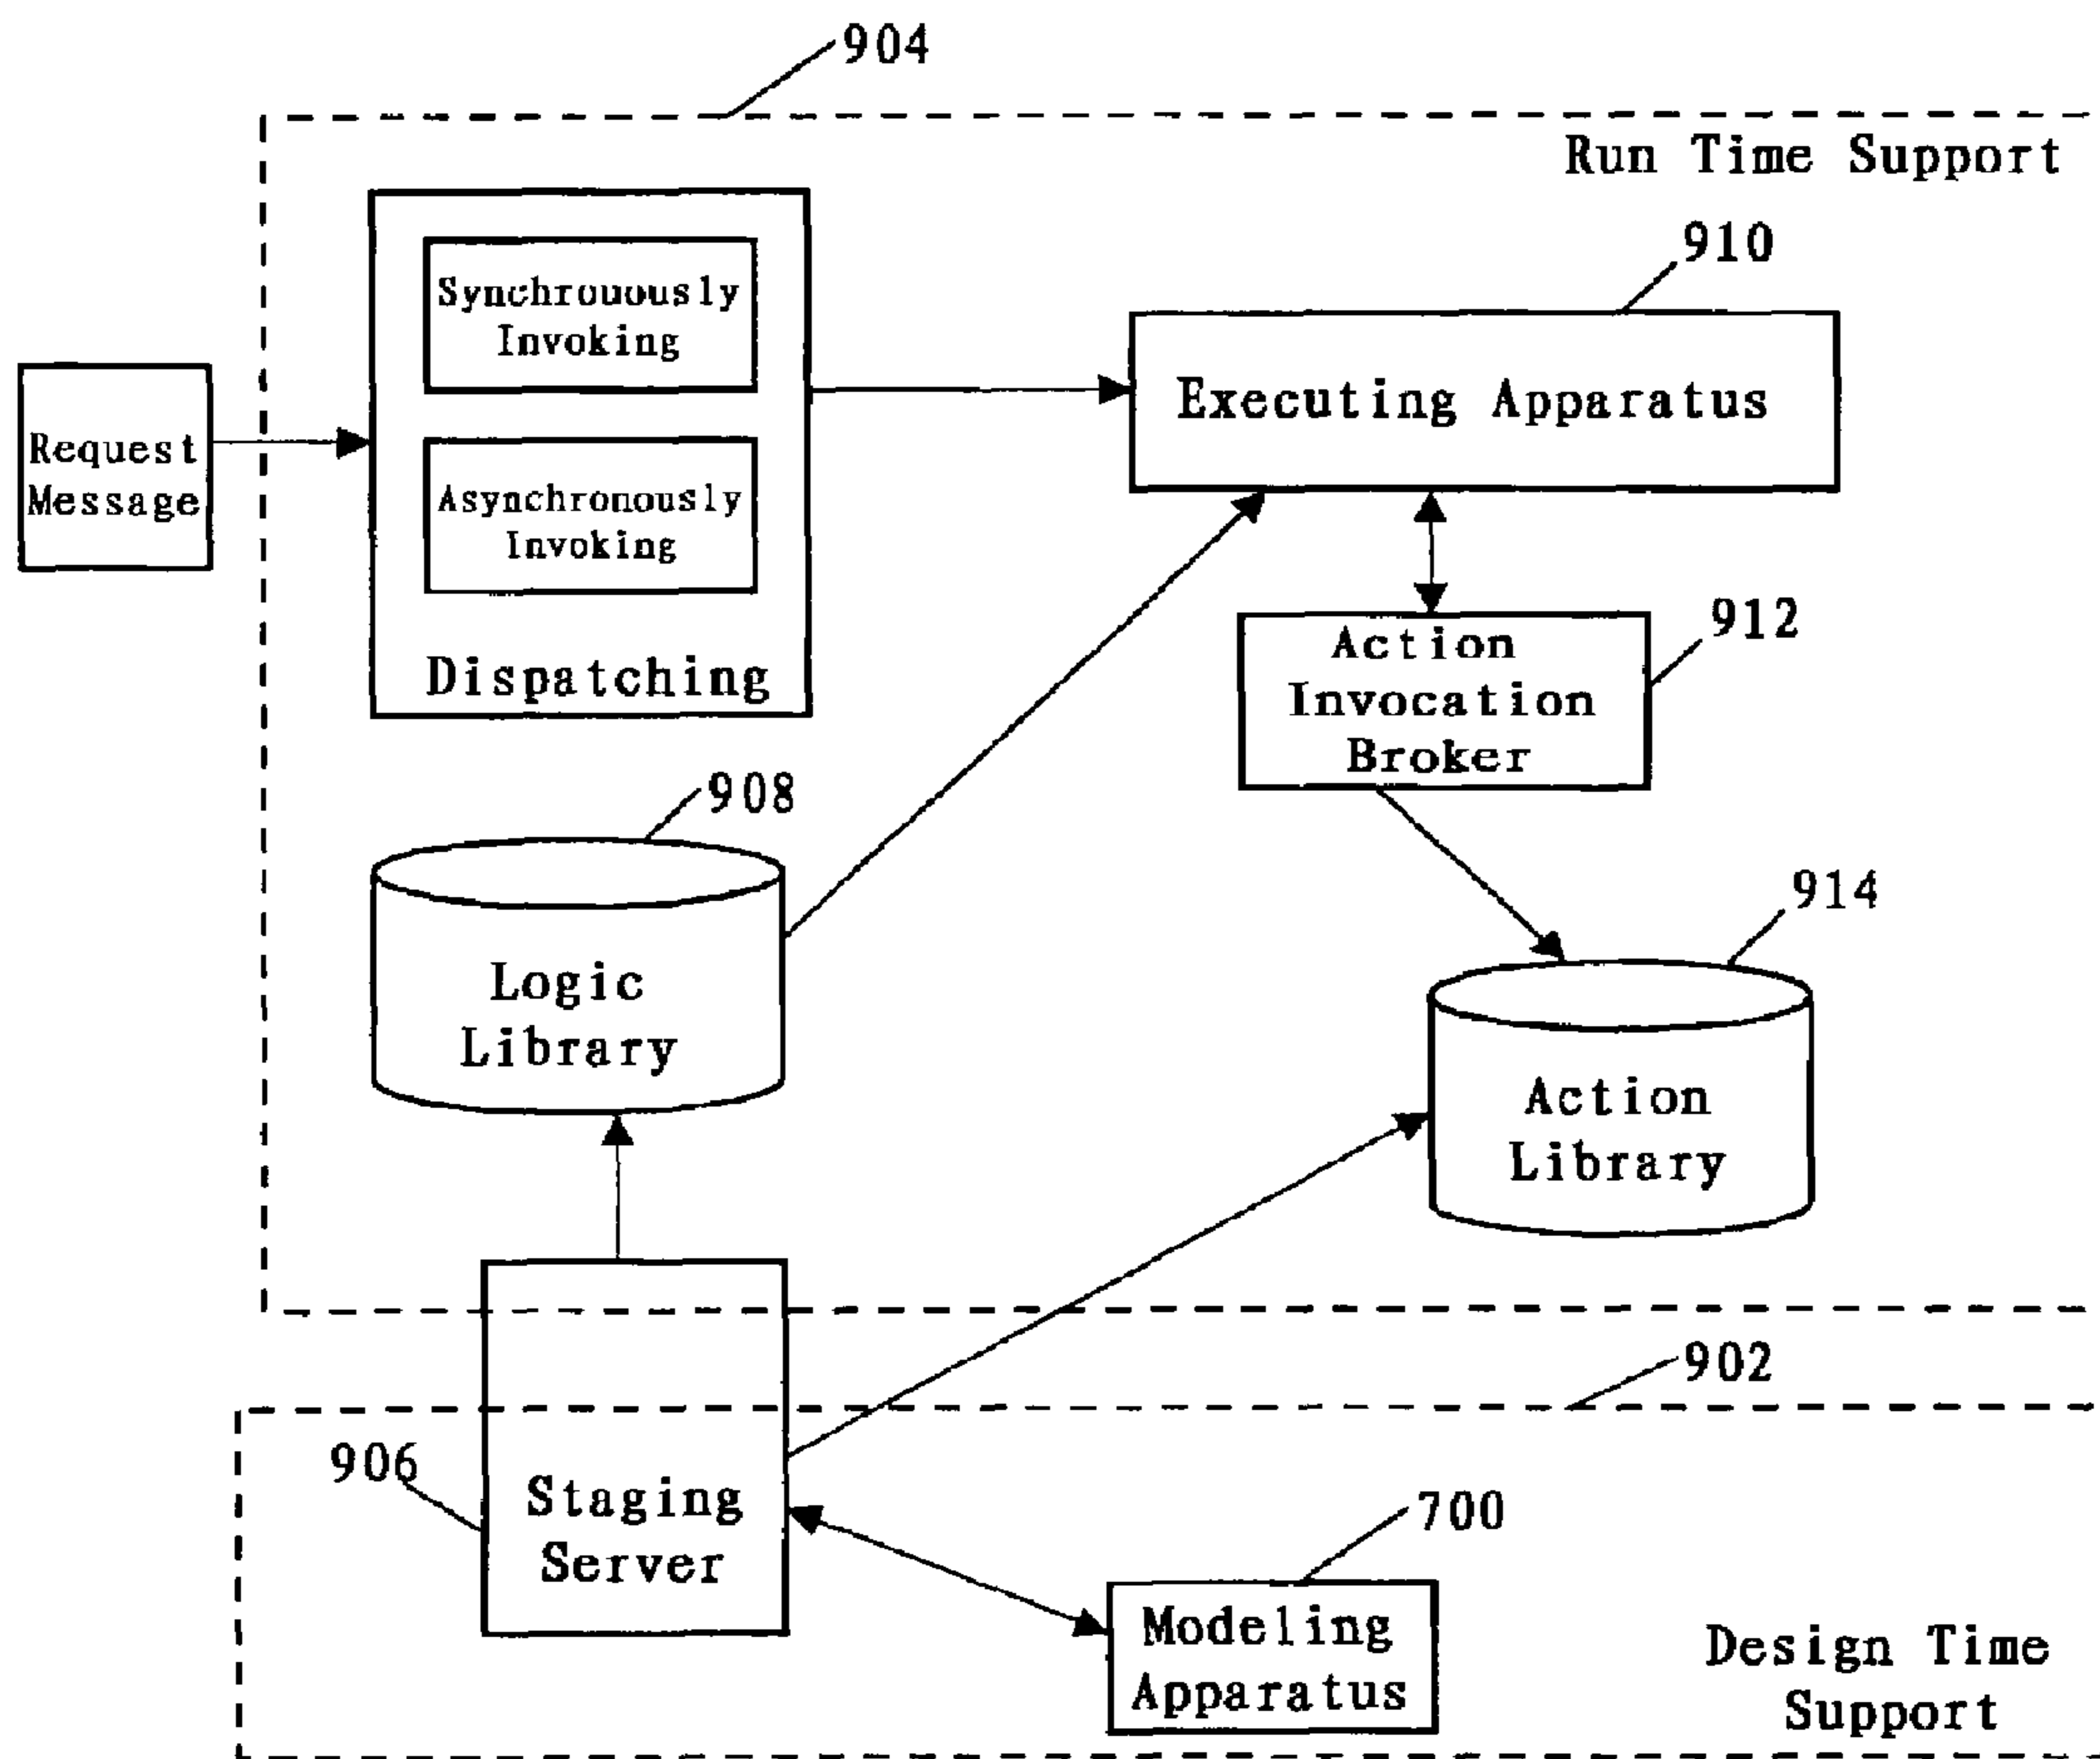 904
Run Time Support
910
Synchrouously
Invoking
Executing Apparatus
Request
Message
Asynchronously
Invoking
Dispatching
912
Action
Invocation
Broker
908
914
Logic
Library
Action
Library
902
906
Staging
Server
700
Modeling
Apparatus
Design Time
Support